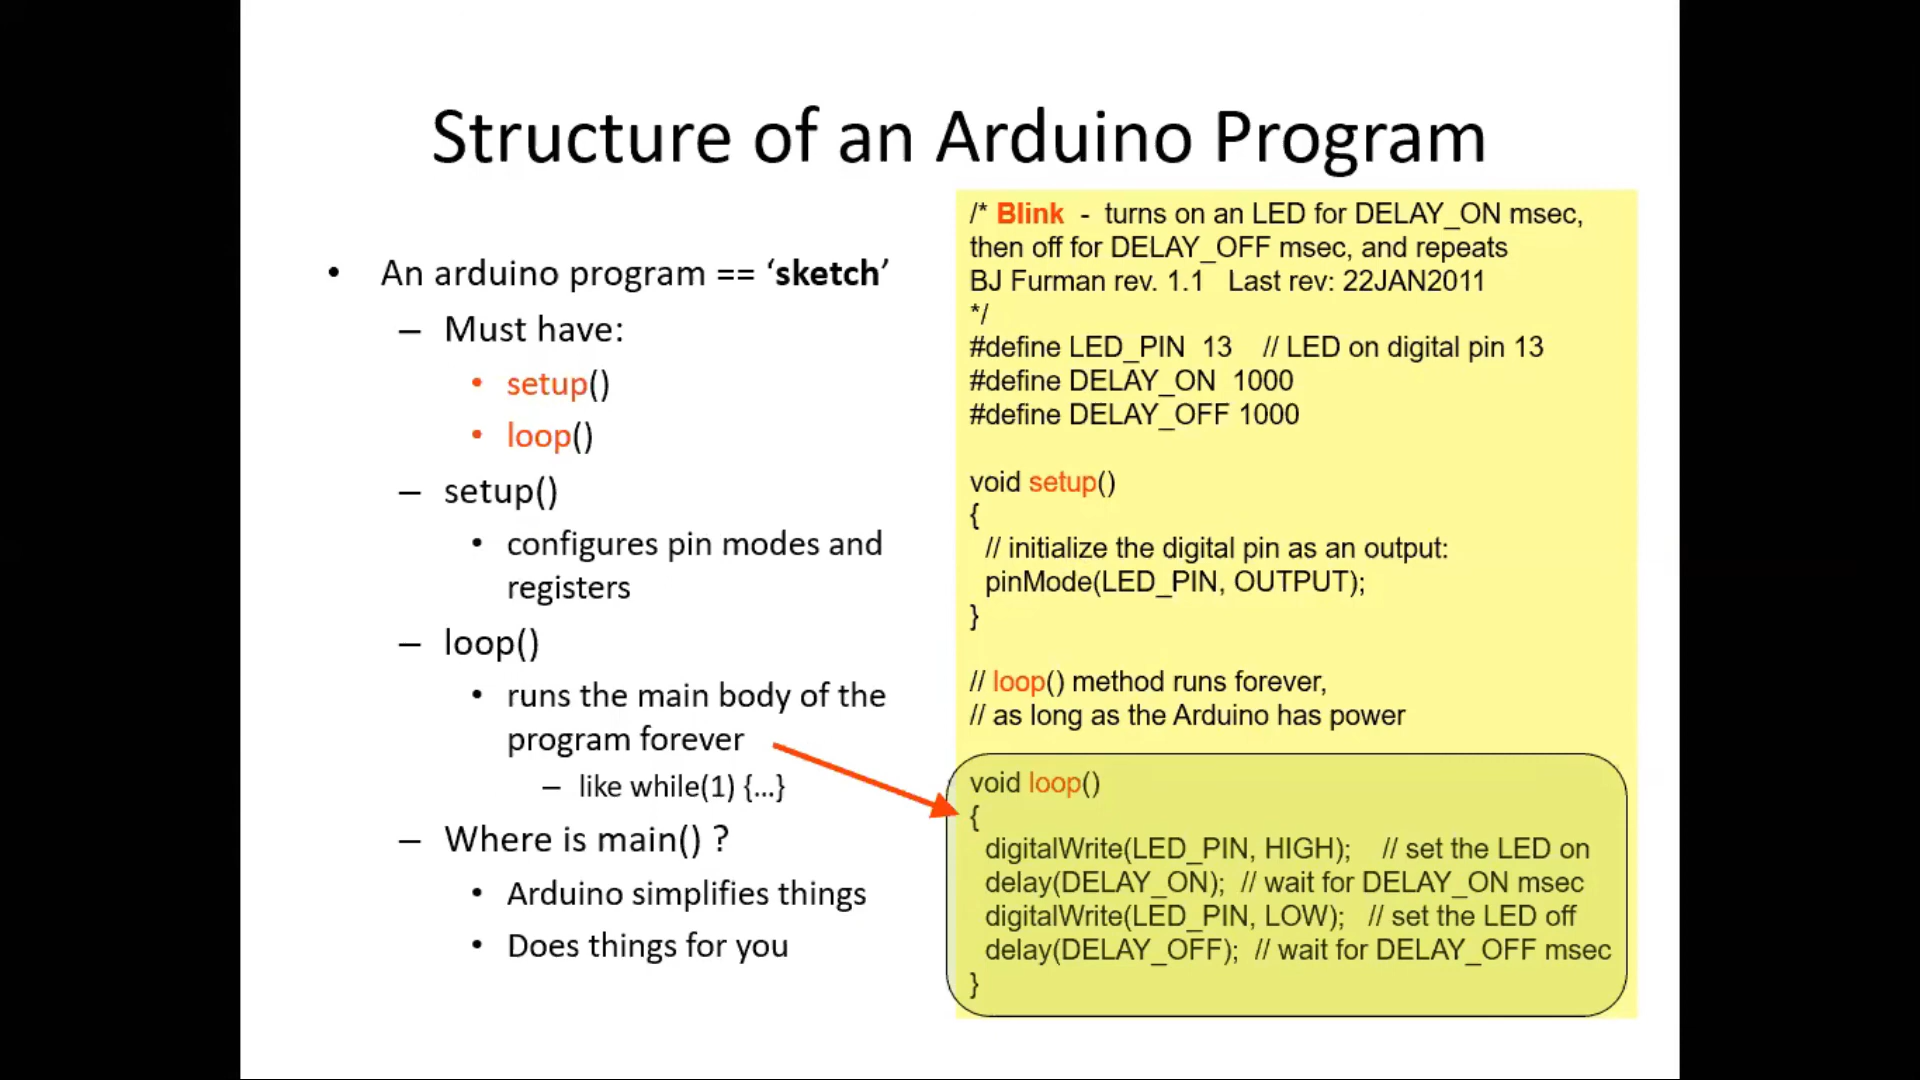 Structure of an Arduino Program
• An arduino program == ‘sketch’
– Must have:
• setup()
• loop()
– setup()
• configures pin modes and
registers
– loop()
• runs the main body of the
program forever
– like while(1) {…}
– Where is main() ?
• Arduino simplifies things
• Does things for you
/* Blink - turns on an LED for DELAY_ON msec,
then off for DELAY_OFF msec, and repeats
BJ Furman rev. 1.1 Last rev: 22JAN2011
*/
#define LED_PIN 13 // LED on digital pin 13
#define DELAY_ON 1000
#define DELAY_OFF 1000
void setup()
{
// initialize the digital pin as an output:
pinMode(LED_PIN, OUTPUT);
}
// loop() method runs forever,
// as long as the Arduino has power
void loop()
{
digitalWrite(LED_PIN, HIGH); // set the LED on
delay(DELAY_ON); // wait for DELAY_ON msec
digitalWrite(LED_PIN, LOW); // set the LED off
delay(DELAY_OFF); // wait for DELAY_OFF msec
}